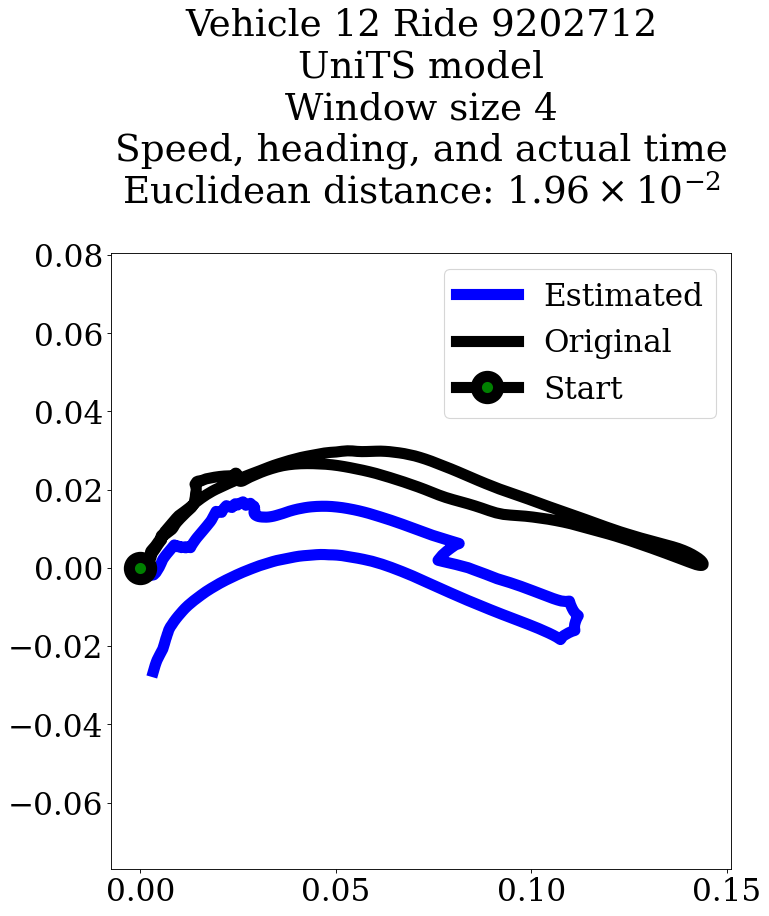 Vehicle 12 Ride 9202712
UniTS model
Window size 4
Speed, heading, and actual time
Euclidean distance: 1.96 × 10⁻²
0.08
0.06
0.04
0.02
0.00
−0.02
−0.04
−0.06
Estimated
Original
Start
0.00 0.05 0.10 0.15